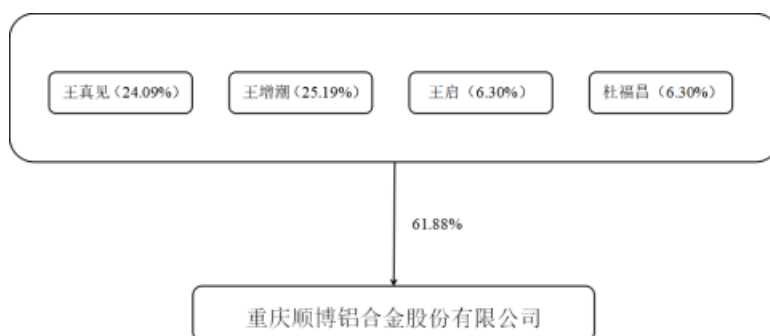 王真见（24.09%） 王增潮（25.19%） 王启（6.30%） 杜福昌（6.30%）
61.88%
重庆顺博铝合金股份有限公司